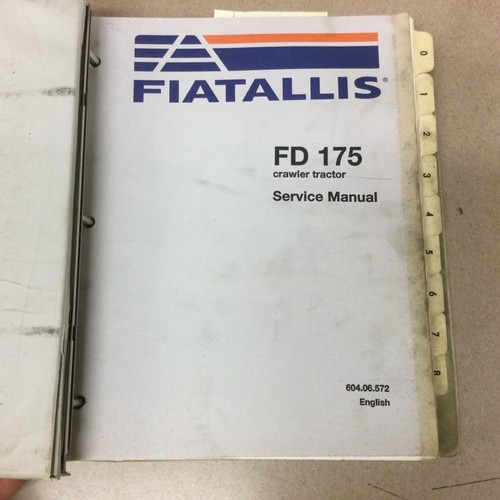 FIATALLIS®
FD 175
crawler tractor
Service Manual
604.06.572
English
0
1
2
3
4
5
6
7
8